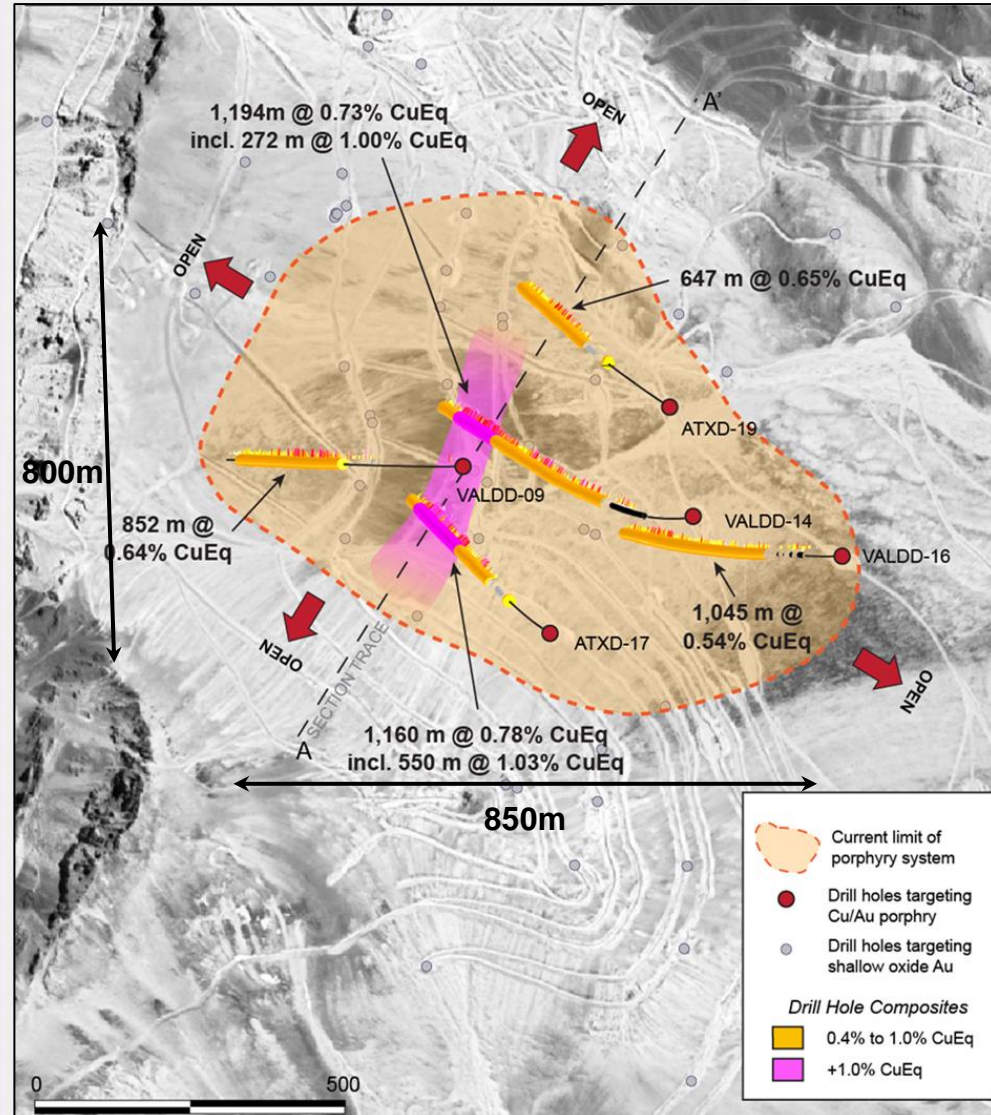 OPEN
A'
1,194m @ 0.73% CuEq
incl. 272 m @ 1.00% CuEq
OPEN
647 m @ 0.65% CuEq
ATXD-19
800m
VALDD-09
VALDD-14
852 m @
0.64% CuEq
VALDD-16
1,045 m @
0.54% CuEq
ATXD-17
OPEN
OPEN
SECTION TRACE
A
1,160 m @ 0.78% CuEq
incl. 550 m @ 1.03% CuEq
850m
Current limit of
porphyry system
Drill holes targeting
Cu/Au porphry
Drill holes targeting
shallow oxide Au
Drill Hole Composites
0.4% to 1.0% CuEq
+1.0% CuEq
0 500